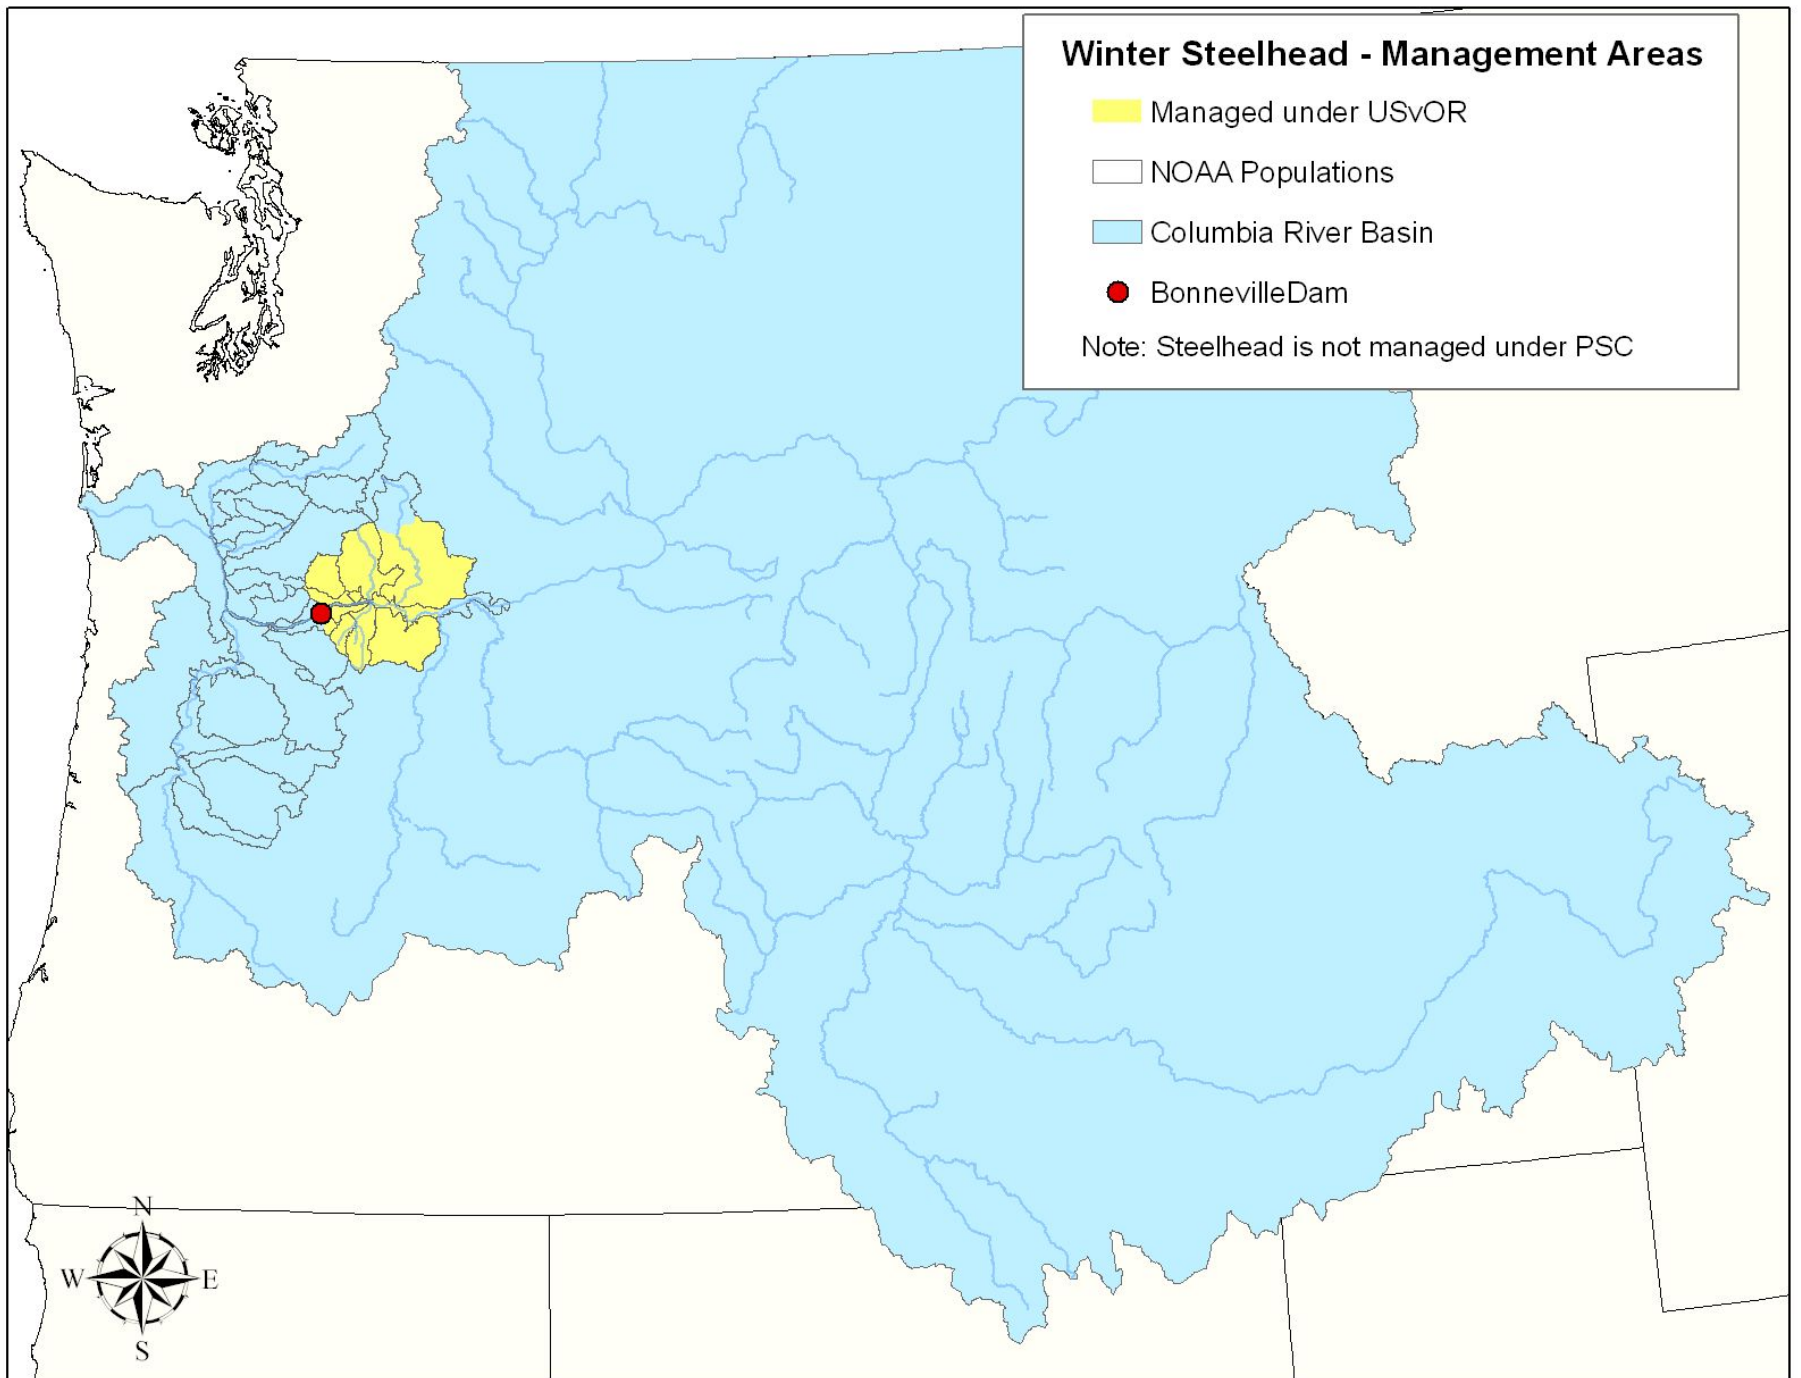 Winter Steelhead - Management Areas
Managed under USvOR
NOAA Populations
Columbia River Basin
BonnevilleDam
Note: Steelhead is not managed under PSC
N
W E
S